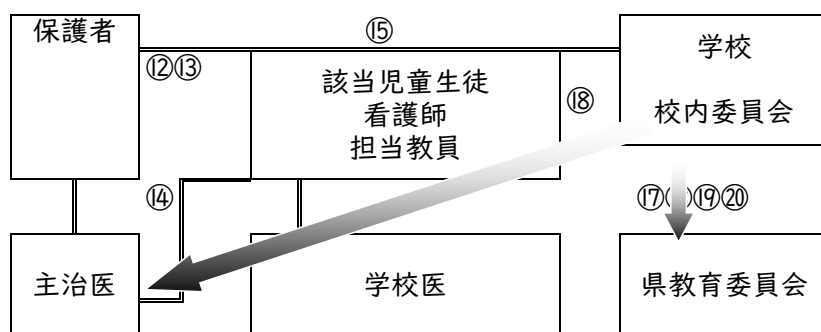 保護者
⑮
学校
校内委員会
⑫⑬
該当児童生徒
看護師
担当教員
⑱
⑭
⑰
⑲⑳
主治医
学校医
県教育委員会